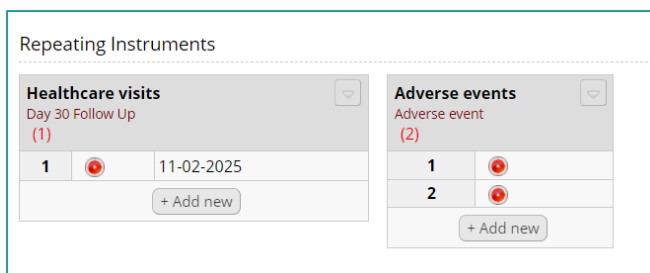 Repeating Instruments
Healthcare visits
Day 30 Follow Up
(1)
1 11-02-2025
+ Add new
Adverse events
Adverse event
(2)
1
2
+ Add new